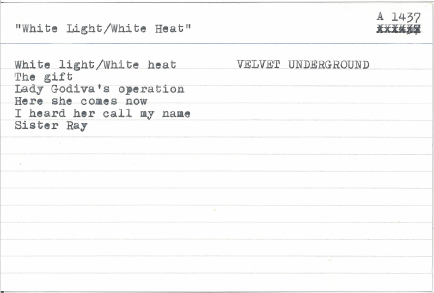 A 1437
"White Light/White Heat"
White light/White heat VELVET UNDERGROUND
The gift
Lady Godiva's operation
Here she comes now
I heard her call my name
Sister Ray